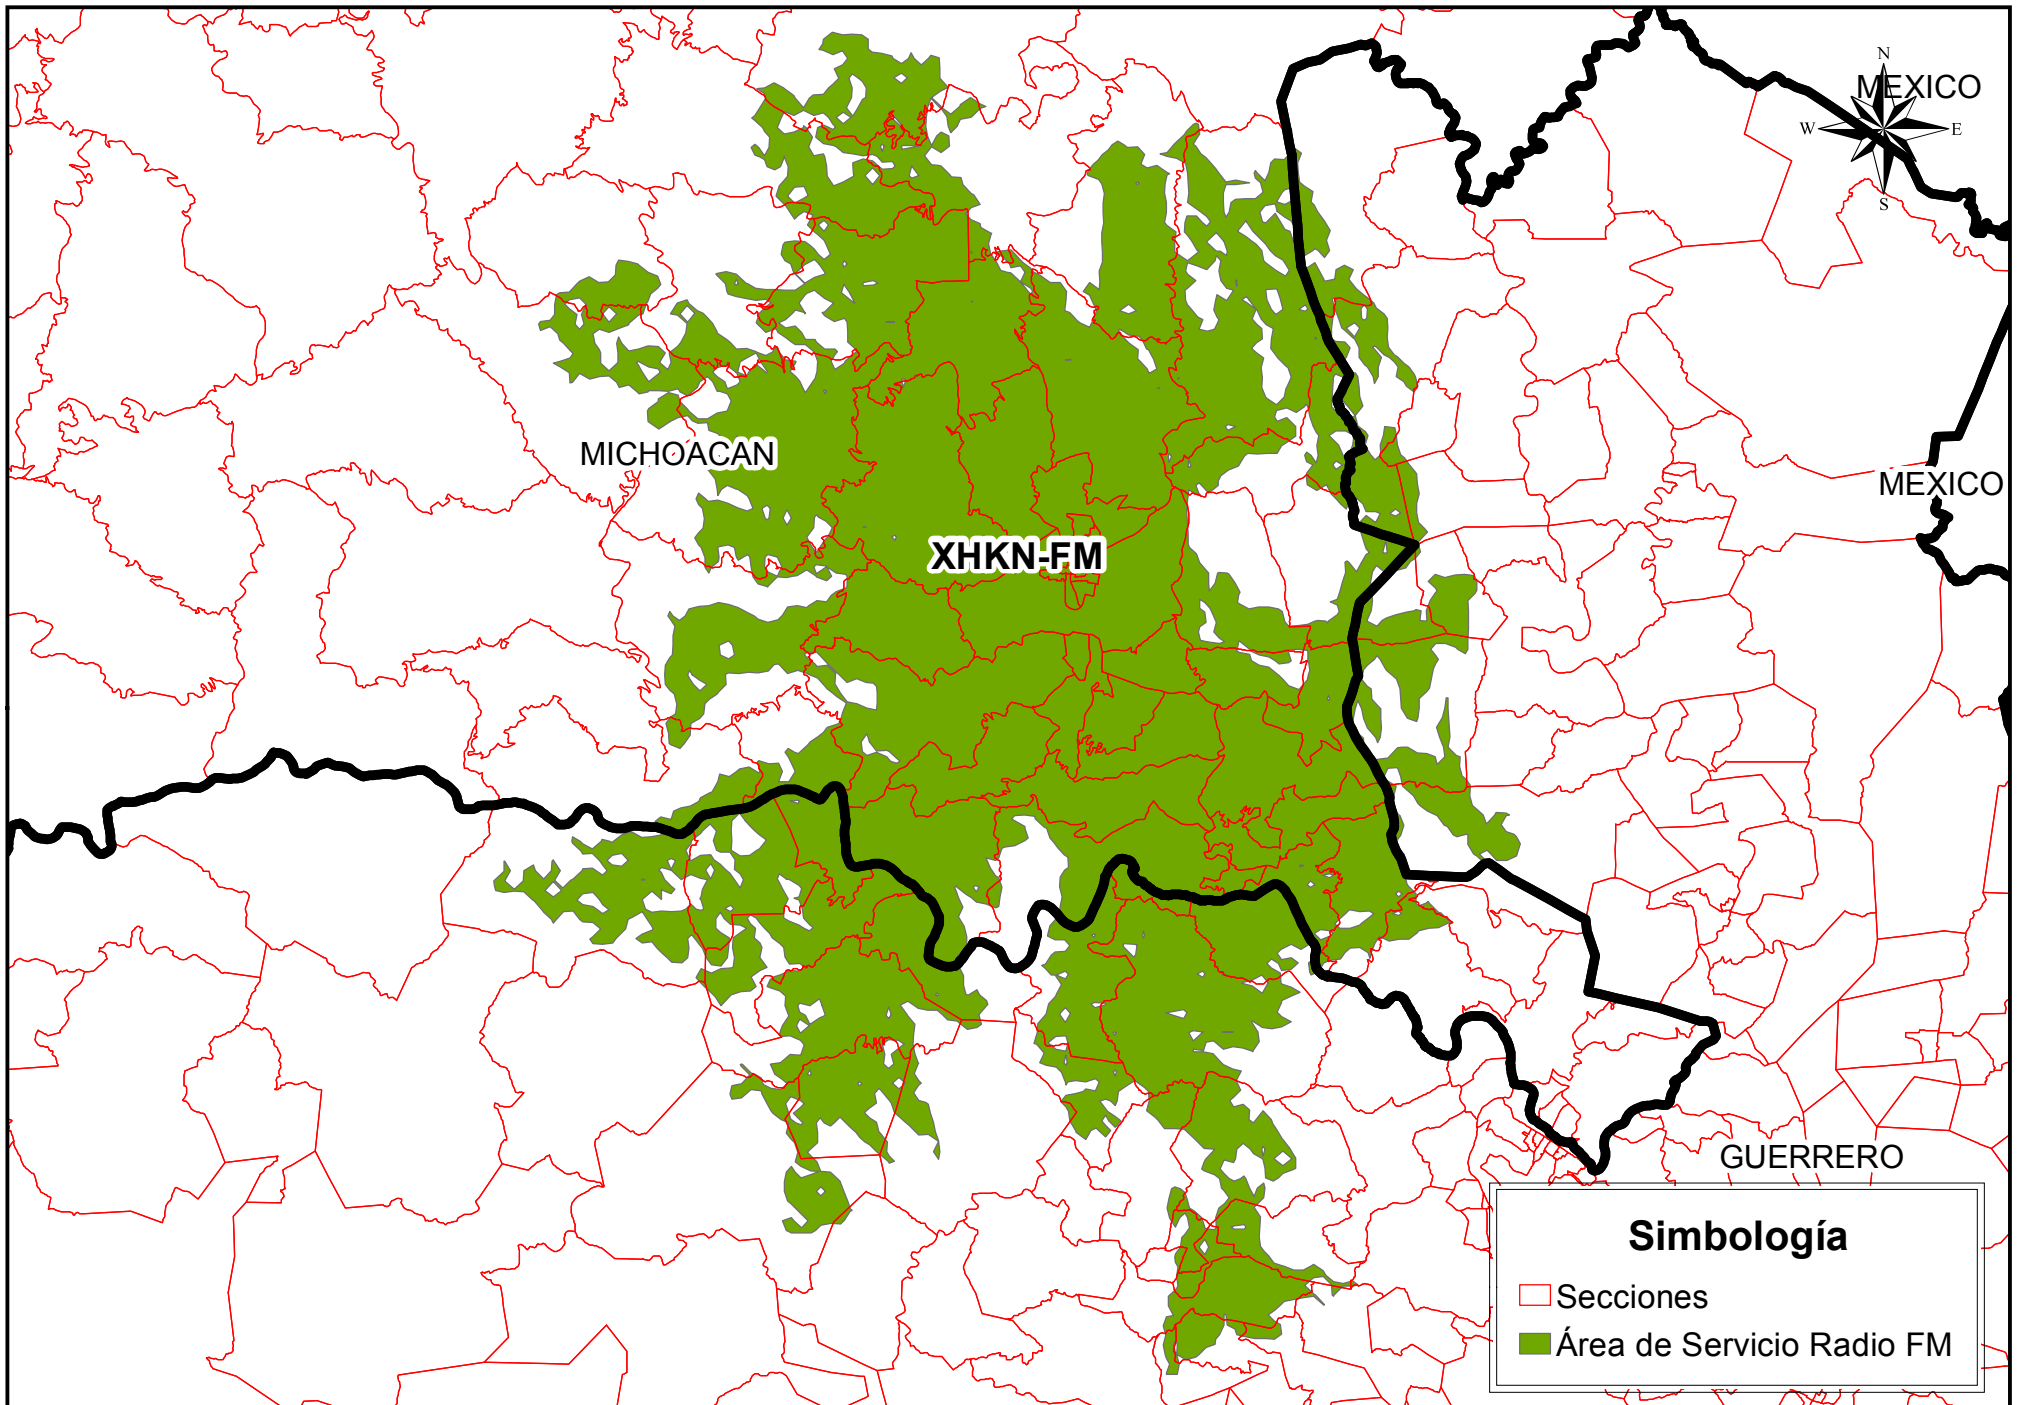 N
MEXICO
W
E
S
MICHOACAN
MEXICO
XHKN-FM
GUERRERO
Simbología
Secciones
Área de Servicio Radio FM